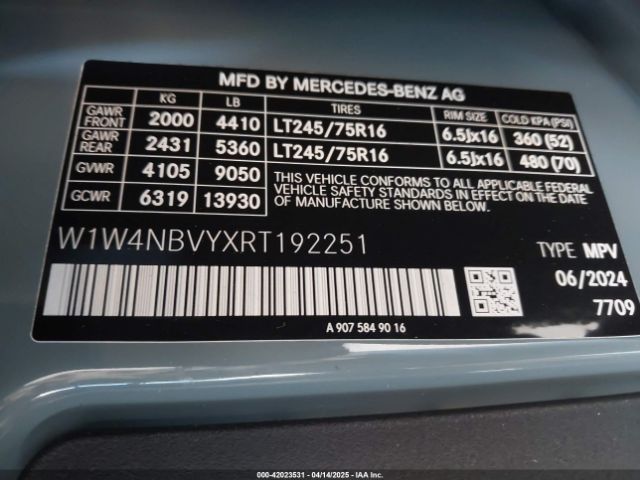 MFD BY MERCEDES-BENZ AG
KG LB TIRES RIM SIZE COLD KPA (PSI)
GAWR FRONT 2000 4410 LT245/75R16 6.5Jx16 360 (52)
GAWR REAR 2431 5360 LT245/75R16 6.5Jx16 480 (70)
GVWR 4105 9050
GCWR 6319 13930
THIS VEHICLE CONFORMS TO ALL APPLICABLE FEDERAL MOTOR
VEHICLE SAFETY STANDARDS IN EFFECT ON THE DATE
OF MANUFACTURE SHOWN BELOW
W1W4NBVYXRT192251
TYPE MPV
06/2024
7709
A 907 584 90 16
000-42023531 - 04/14/2025 - IAA Inc.